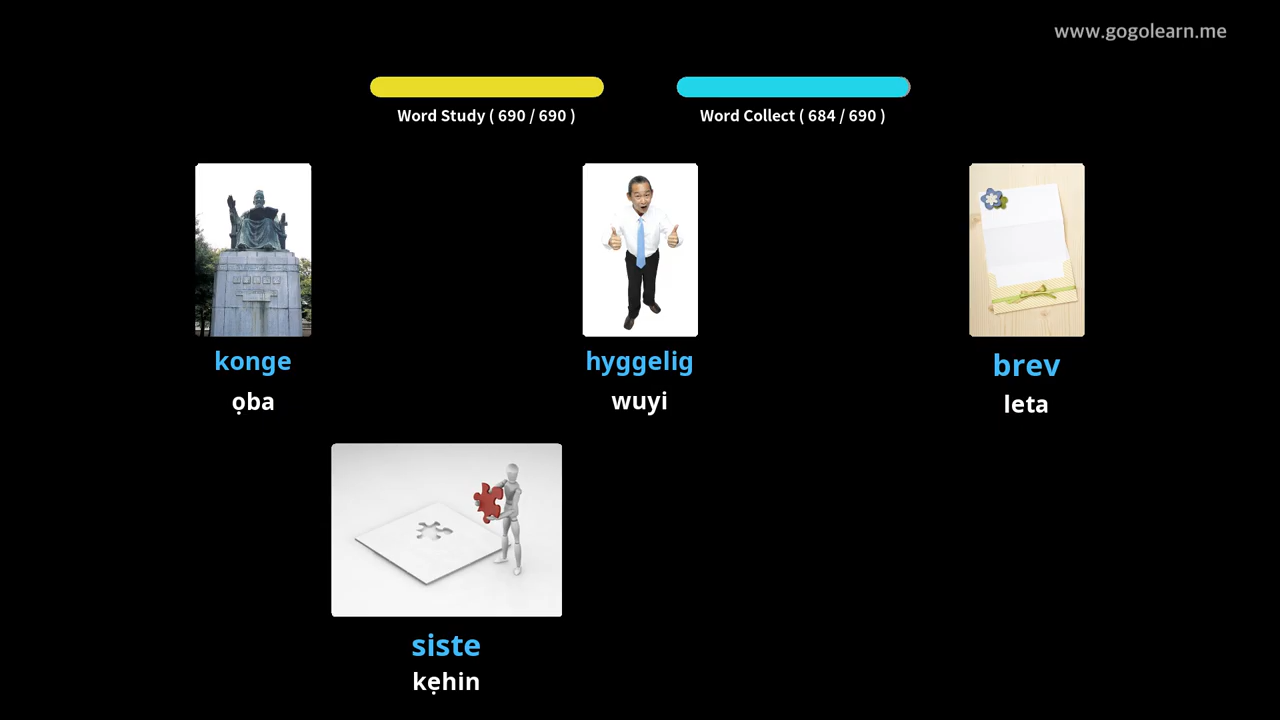 www.gogolearn.me
Word Study ( 690 / 690 )
Word Collect ( 684 / 690 )
konge
ọba
hyggelig
wuyi
brev
leta
siste
kẹhin